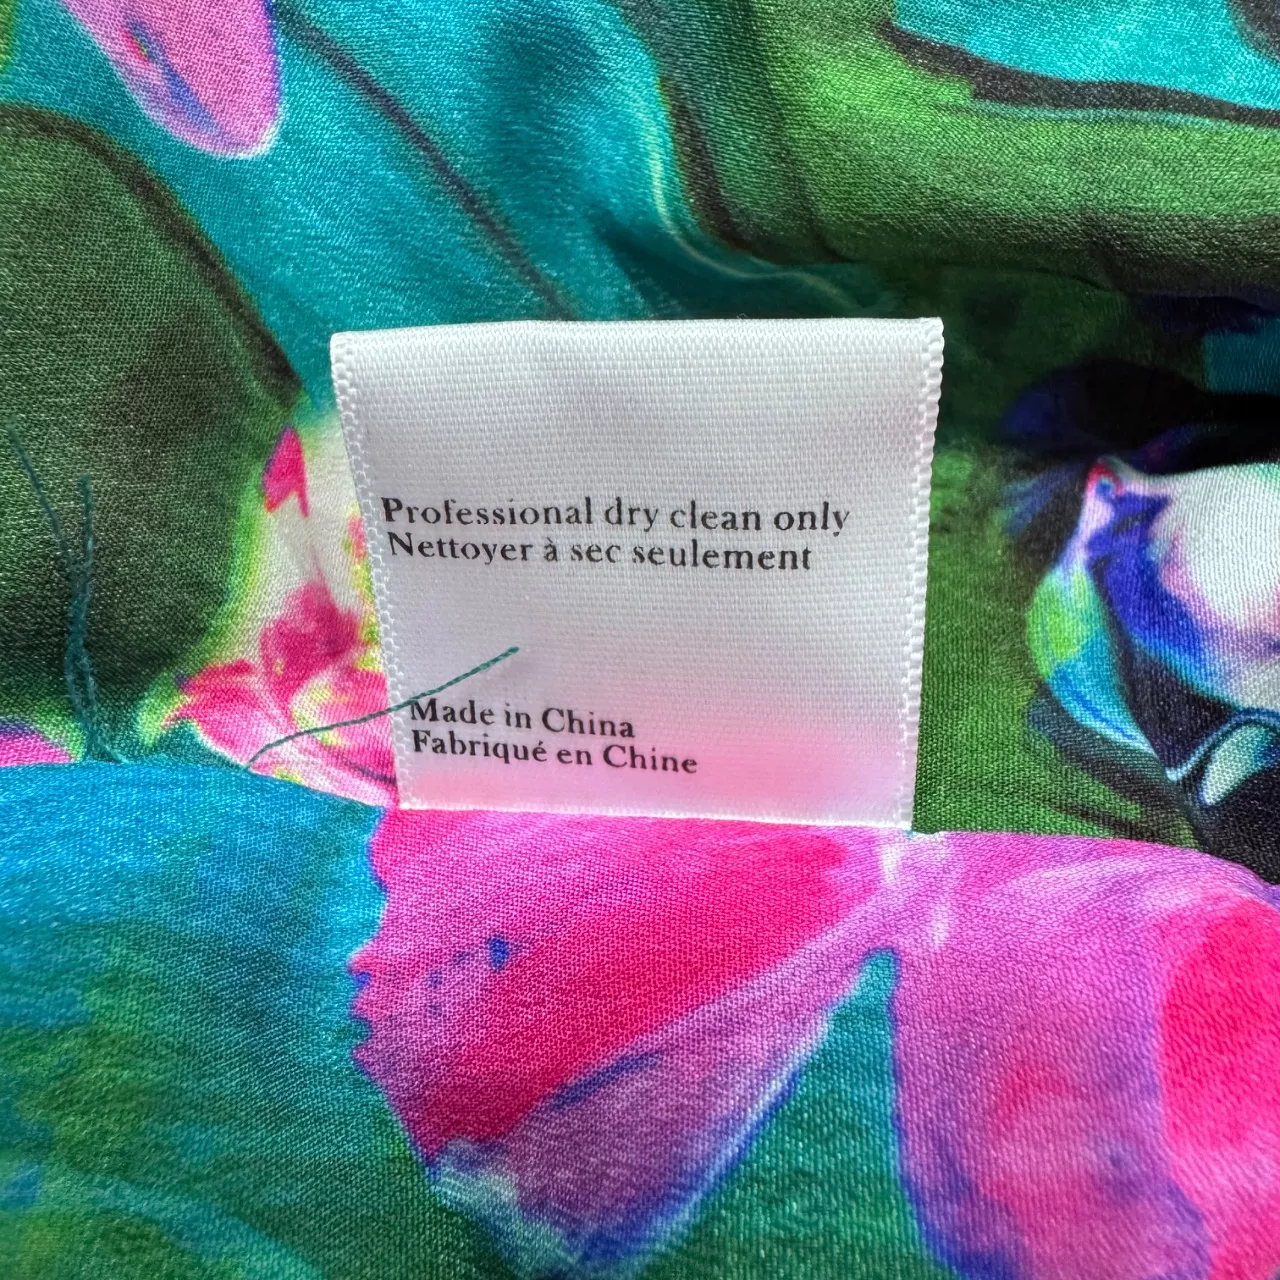 Professional dry clean only
Nettoyer à sec seulement
Made in China
Fabriqué en Chine